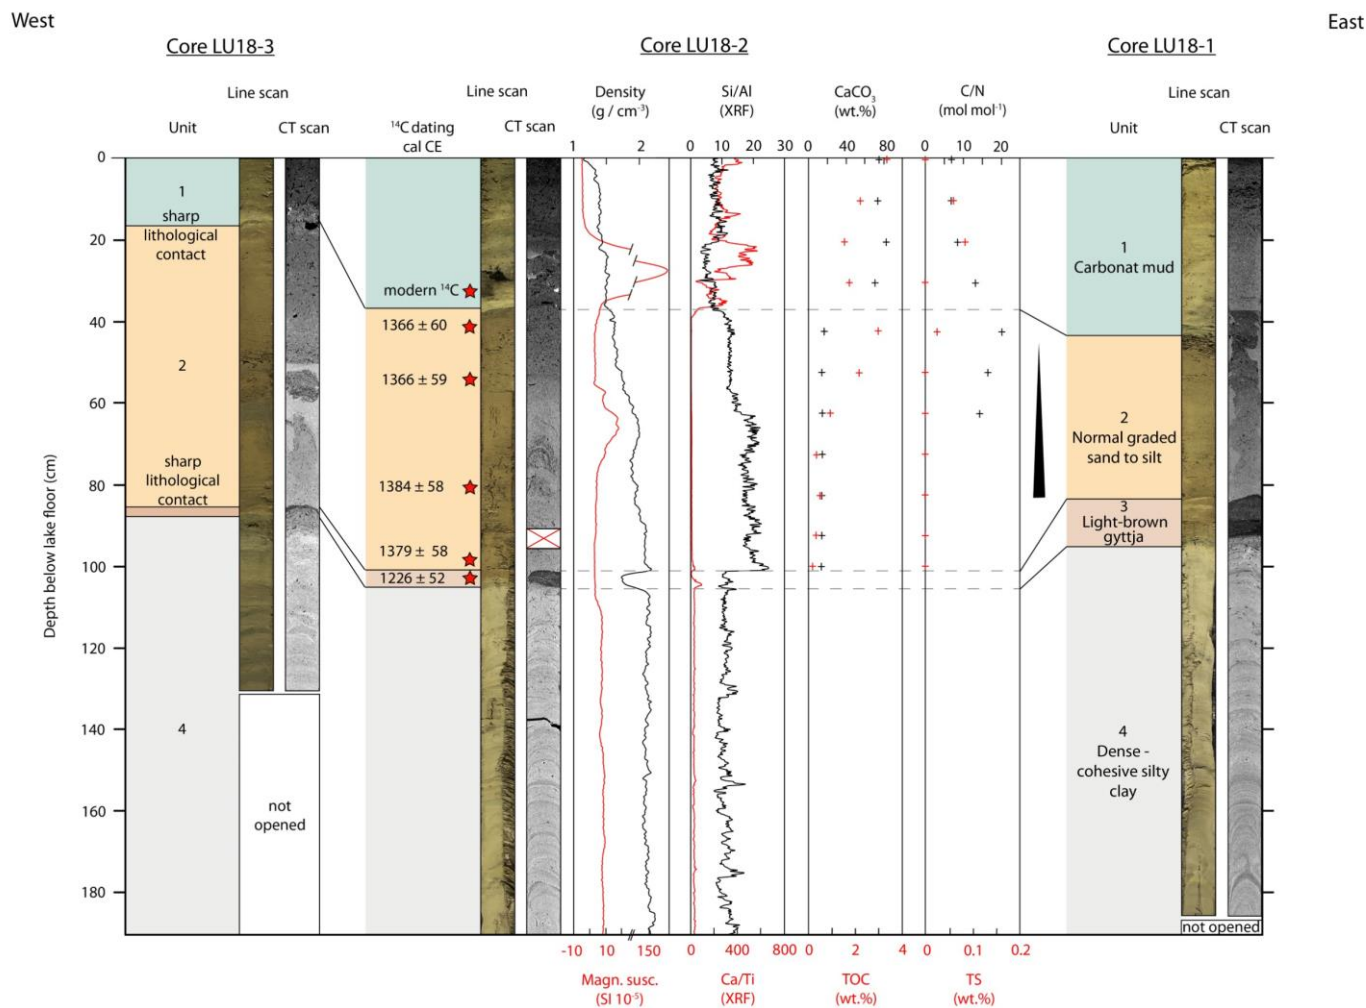 West
East
Core LU18-3
Core LU18-2
Core LU18-1
Line scan
Unit
CT scan
Line scan
¹⁴C dating
cal CE
CT scan
Density
(g / cm⁻³)
Si/Al
(XRF)
CaCO₃
(wt.%)
C/N
(mol mol⁻¹)
Line scan
Unit
CT scan
1 2
0 10 20 30
0 40 80
0 10 20
Depth below lake floor (cm)
0
20
40
60
80
100
120
140
160
180
1
sharp
lithological
contact
2
sharp
lithological
contact
4
not
opened
modern ¹⁴C
1366 ± 60
1366 ± 59
1384 ± 58
1379 ± 58
1226 ± 52
1
Carbonat mud
2
Normal graded
sand to silt
3
Light-brown
gyttja
4
Dense -
cohesive silty
clay
not opened
-10 10 150
0 400 800
0 2 4
0 0.1 0.2
Magn. susc.
(SI 10⁻⁵)
Ca/Ti
(XRF)
TOC
(wt.%)
TS
(wt.%)